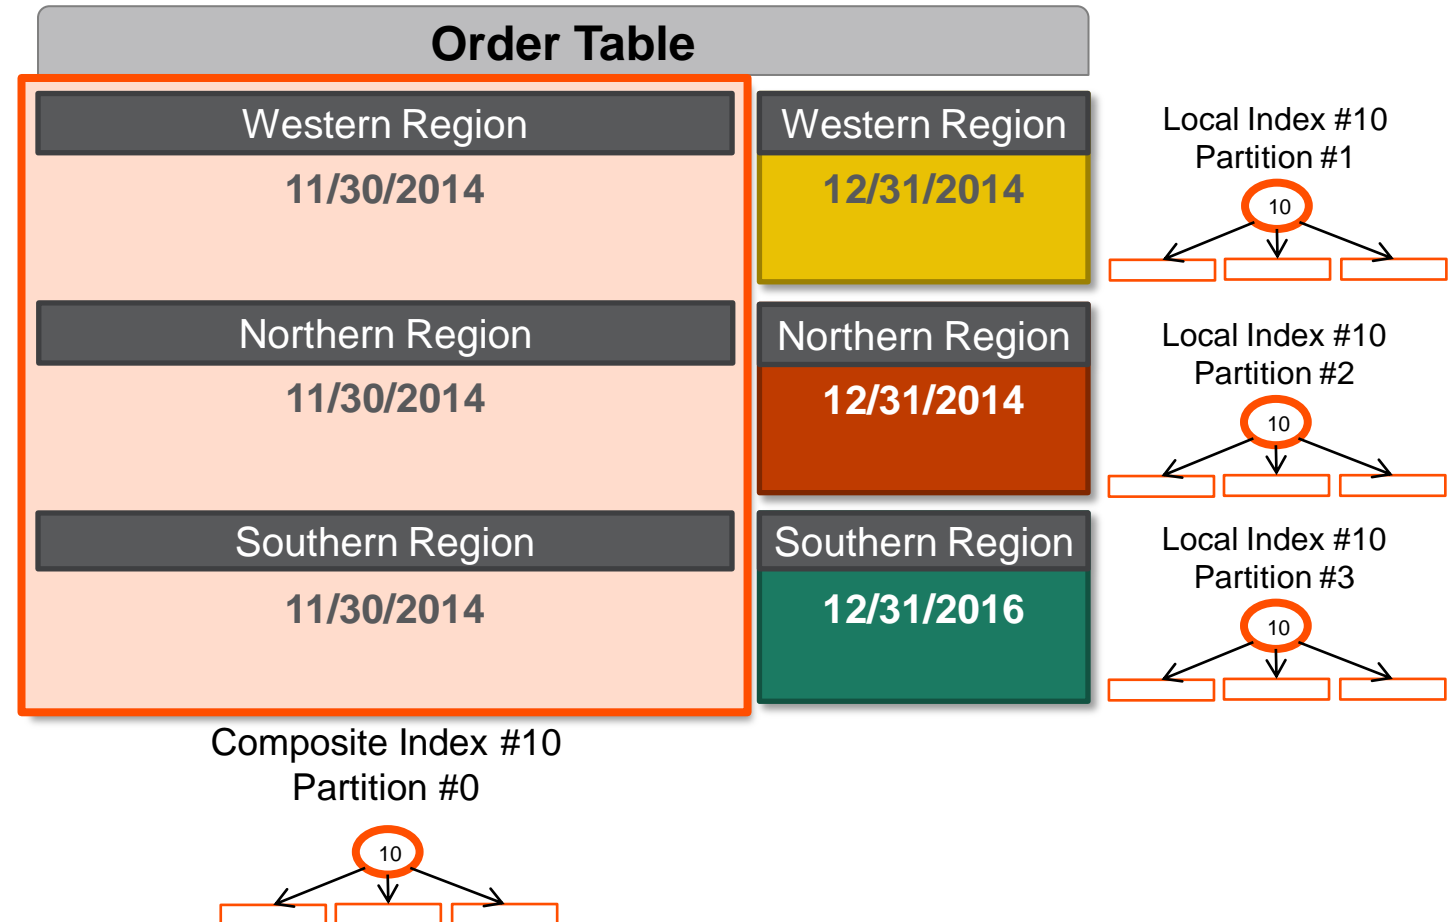 Order Table
Western Region
11/30/2014
Western Region
12/31/2014
Local Index #10
Partition #1
10
Northern Region
11/30/2014
Northern Region
12/31/2014
Local Index #10
Partition #2
10
Southern Region
11/30/2014
Southern Region
12/31/2016
Local Index #10
Partition #3
10
Composite Index #10
Partition #0
10